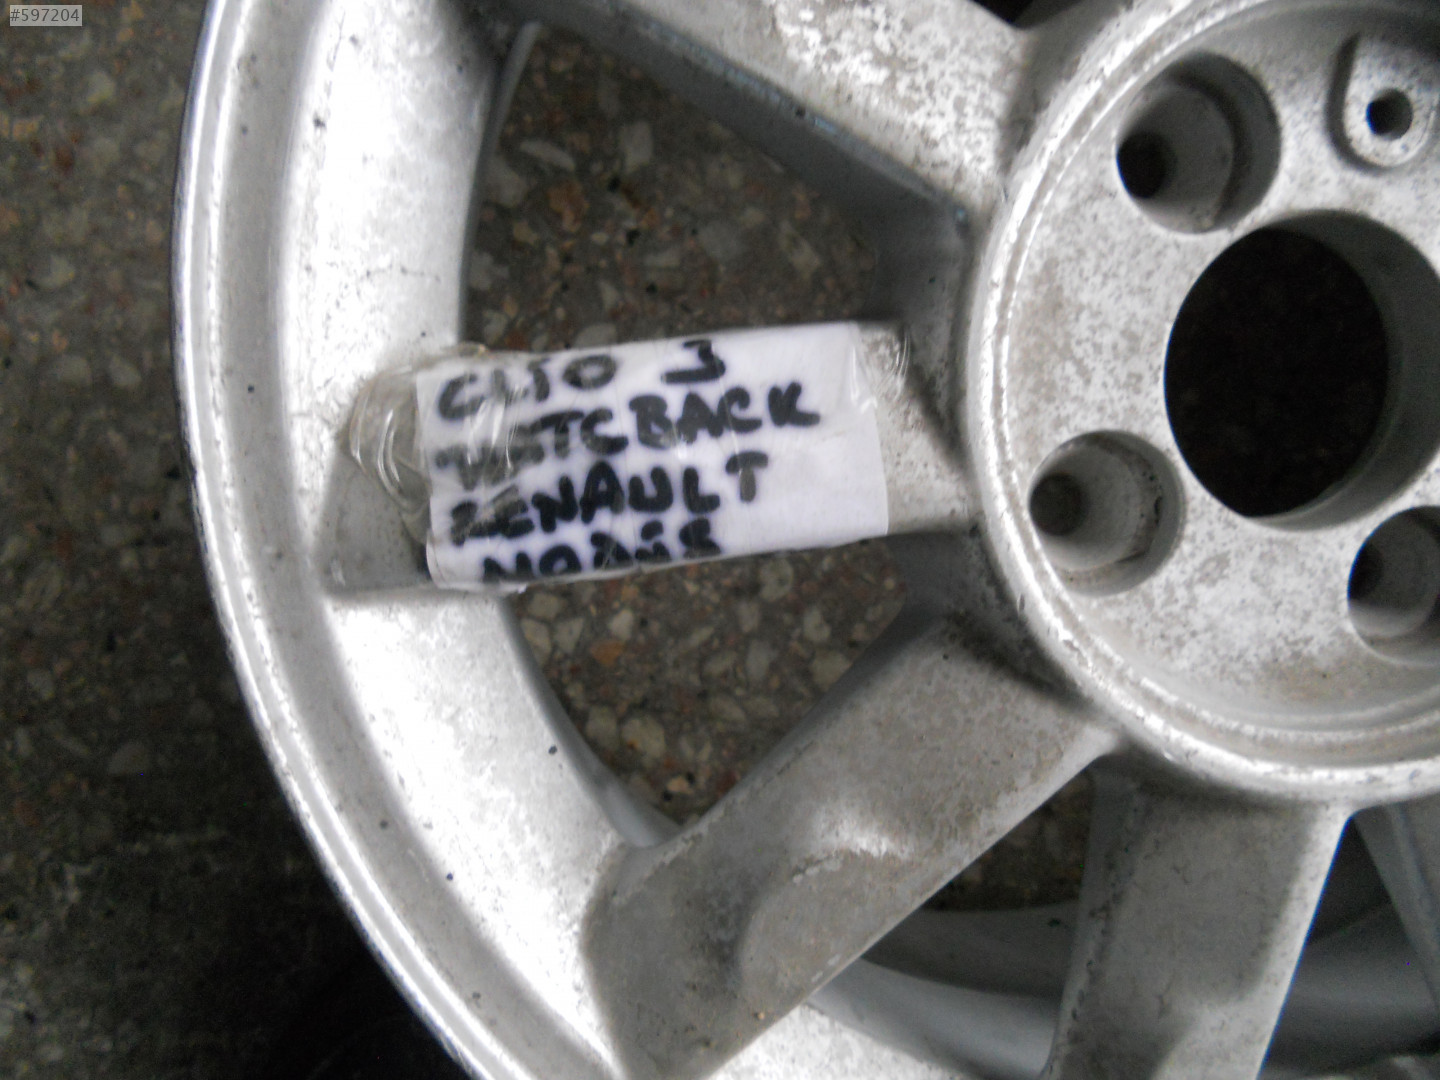 #597204
CLIO 3
HATCBACK
RENAULT